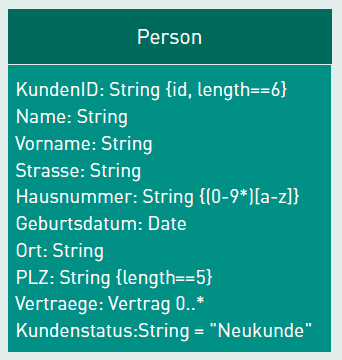 Person
KundenID: String {id, length==6}
Name: String
Vorname: String
Strasse: String
Hausnummer: String {(0-9*)[a-z]}
Geburtsdatum: Date
Ort: String
PLZ: String {length==5}
Vertraege: Vertrag 0..*
Kundenstatus:String = "Neukunde"